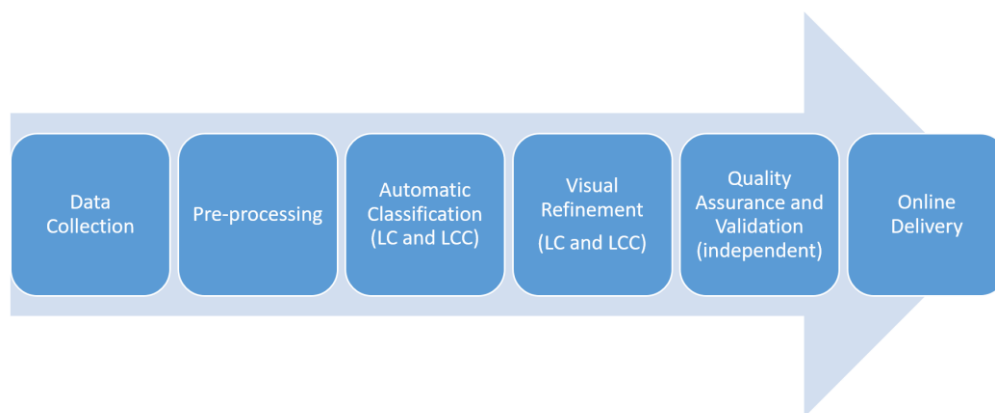 Data
Collection
Pre-processing
Automatic
Classification
(LC and LCC)
Visual
Refinement
(LC and LCC)
Quality
Assurance and
Validation
(independent)
Online
Delivery